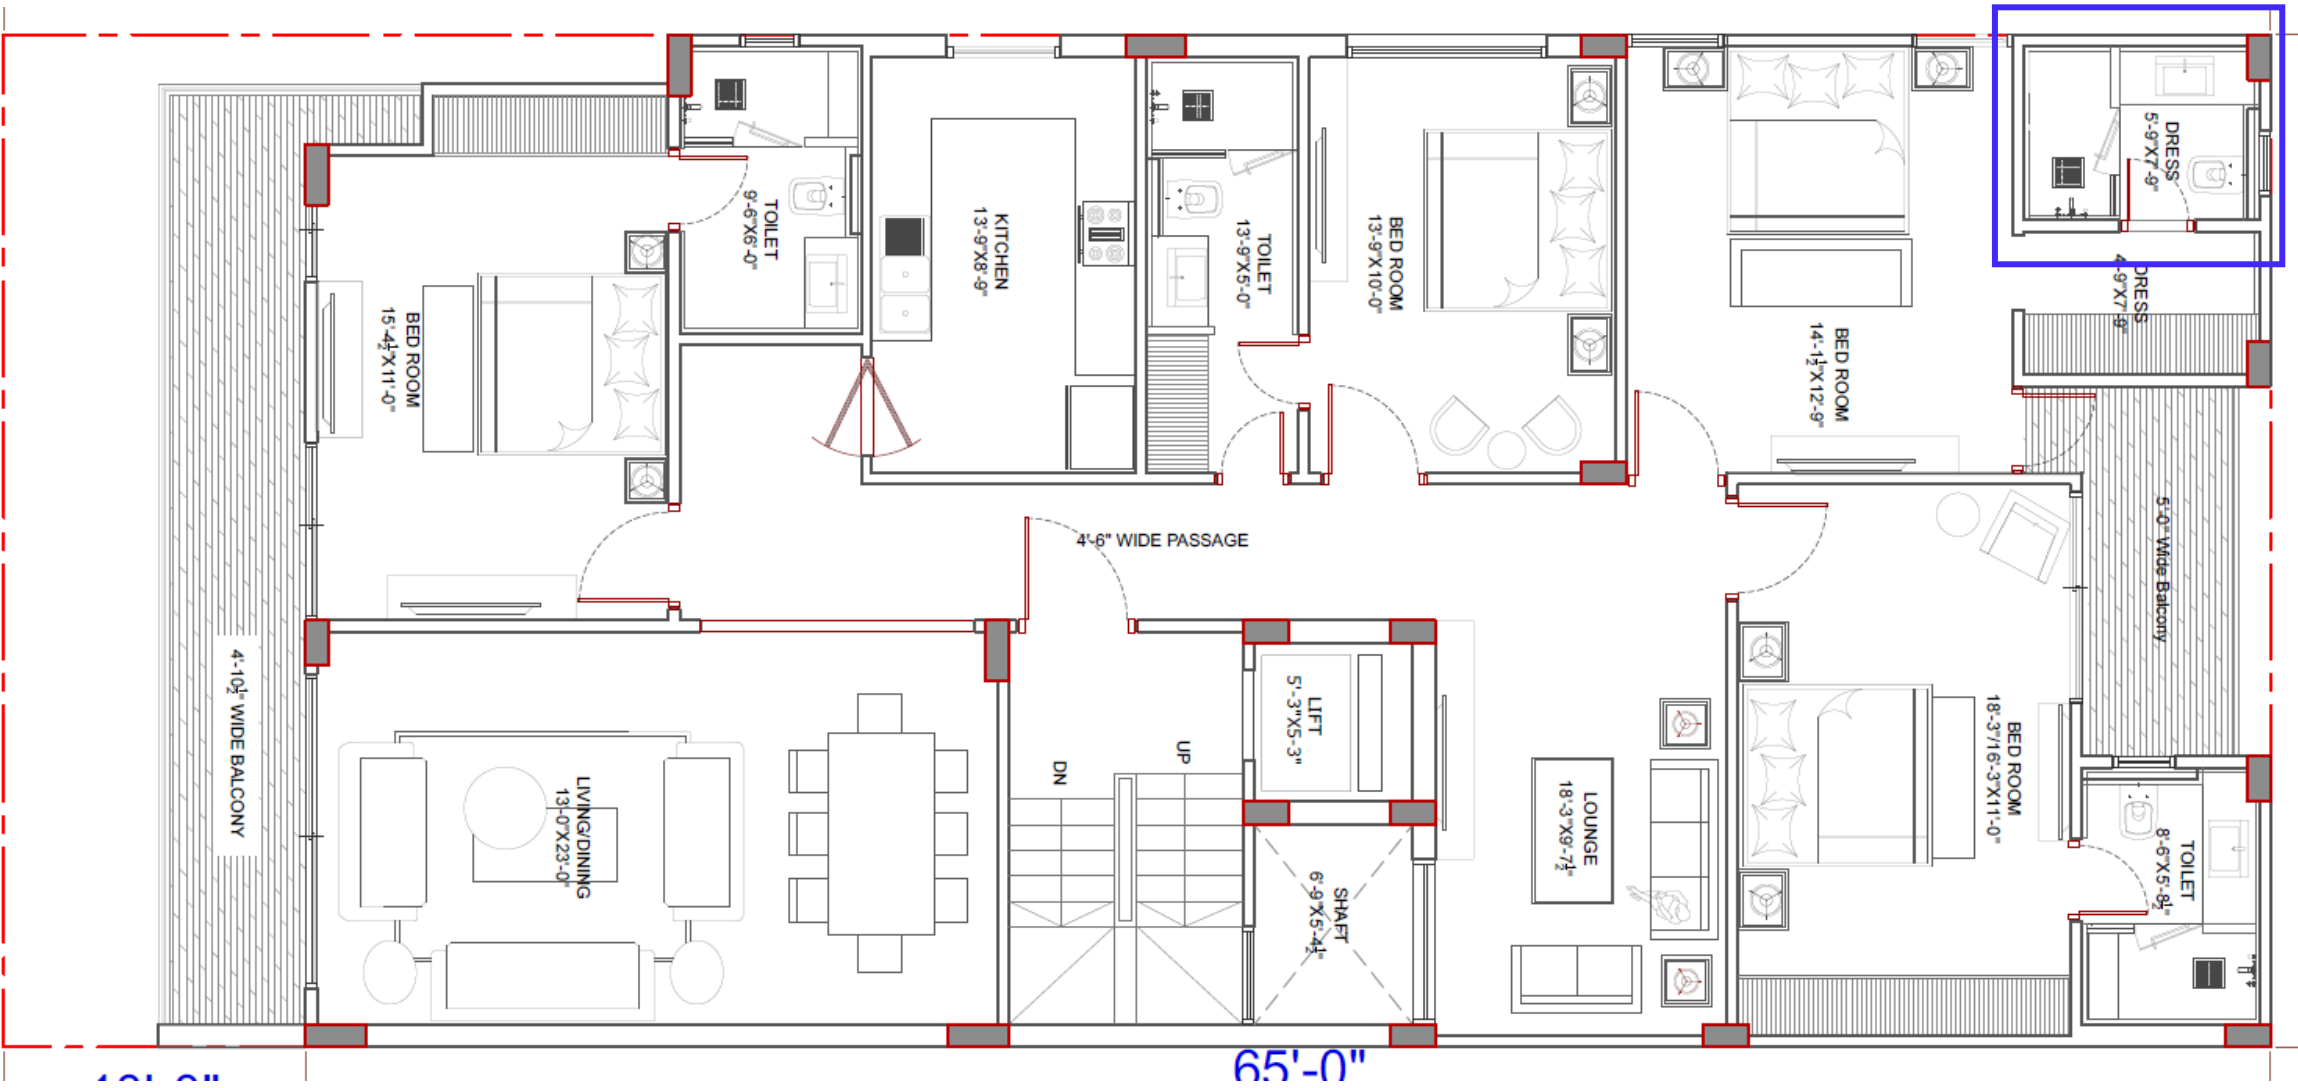 TOILET
9'-6"X6'-0"
KITCHEN
13'-9"X8'-9"
TOILET
13'-9"X5'-0"
BED ROOM
13'-9"X10'-0"
BED ROOM
14'-1½"X12'-9"
DRESS
5'-9"X7'-9"
DRESS
4'-9"X7'-9"
BED ROOM
15'-4½"X11'-0"
4'-6" WIDE PASSAGE
5'-0" Wide Balcony
4'-10½" WIDE BALCONY
LIVING/DINING
13'-0"X23'-0"
DN
UP
LIFT
5'-3"X5'-3"
SHAFT
6'-9"X5'-4½"
LOUNGE
18'-3"X9'-7½"
BED ROOM
18'-3"/16'-3"X11'-0"
TOILET
8'-6"X5'-8½"
65'-0"